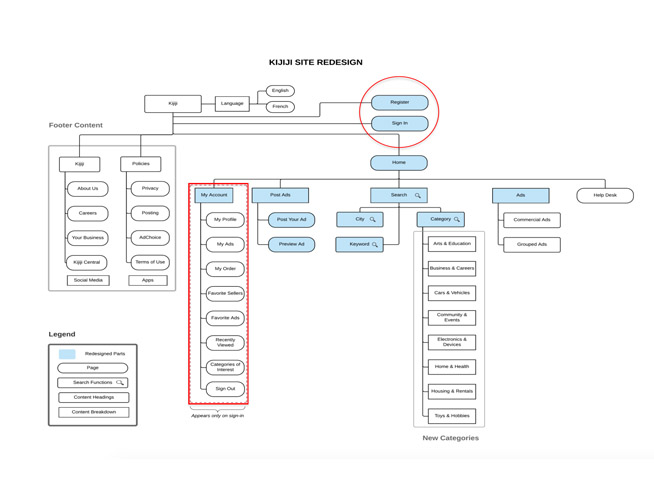 KIJIJI SITE REDESIGN
Kijiji
Language
English
French
Register
Sign In
Footer Content
Home
Kijiji
Policies
About Us
Privacy
Careers
Posting
Your Business
AdChoice
Kijiji Central
Terms of Use
Social Media
Apps
My Account
Post Ads
Search
Ads
Help Desk
My Profile
My Ads
My Order
Favorite Sellers
Favorite Ads
Recently
Viewed
Categories of
Interest
Sign Out
Appears only on sign-in
Post Your Ad
Preview Ad
City
Category
Keyword
Arts & Education
Business & Careers
Cars & Vehicles
Community &
Events
Electronics &
Devices
Home & Health
Housing & Rentals
Toys & Hobbies
New Categories
Commercial Ads
Grouped Ads
Legend
Redesigned Parts
Page
Search Functions
Content Headings
Content Breakdown